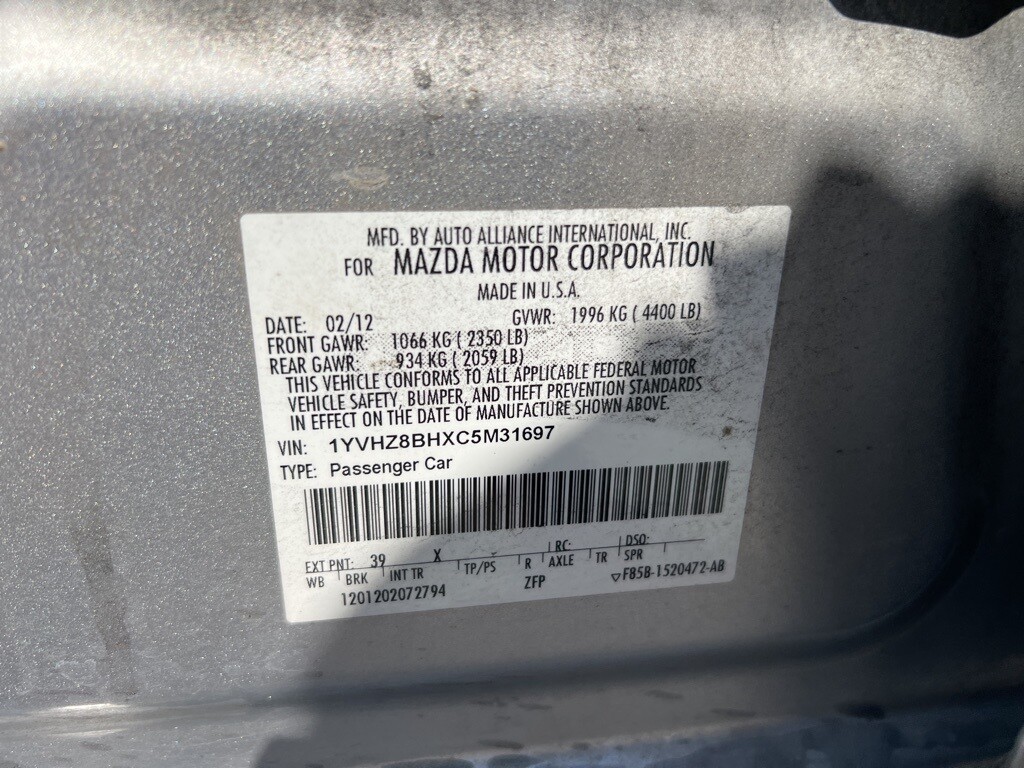 MFD. BY AUTO ALLIANCE INTERNATIONAL, INC.
FOR MAZDA MOTOR CORPORATION
MADE IN U.S.A.
DATE: 02/12 GVWR: 1996 KG ( 4400 LB)
FRONT GAWR: 1066 KG ( 2350 LB)
REAR GAWR: 934 KG ( 2059 LB)
THIS VEHICLE CONFORMS TO ALL APPLICABLE FEDERAL MOTOR
VEHICLE SAFETY, BUMPER, AND THEFT PREVENTION STANDARDS
IN EFFECT ON THE DATE OF MANUFACTURE SHOWN ABOVE.
VIN: 1YVHZ8BHXC5M31697
TYPE: Passenger Car
EXT PNT: 39 X RC: DSO:
WB BRK INT TR TP/PS R AXLE TR SPR
1201202072794 ZFP ▽F85B-1520472-AB